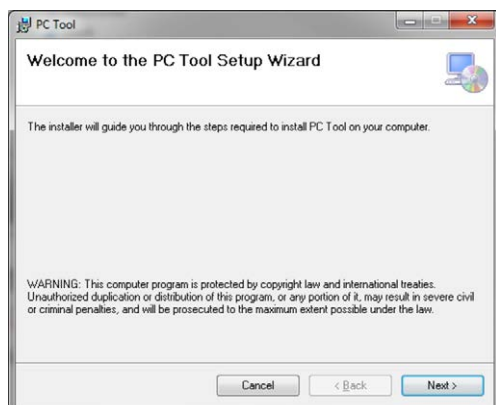 PC Tool
Welcome to the PC Tool Setup Wizard
The installer will guide you through the steps required to install PC Tool on your computer.
WARNING: This computer program is protected by copyright law and international treaties.
Unauthorized duplication or distribution of this program, or any portion of it, may result in severe civil
or criminal penalties, and will be prosecuted to the maximum extent possible under the law.
Cancel < Back Next >